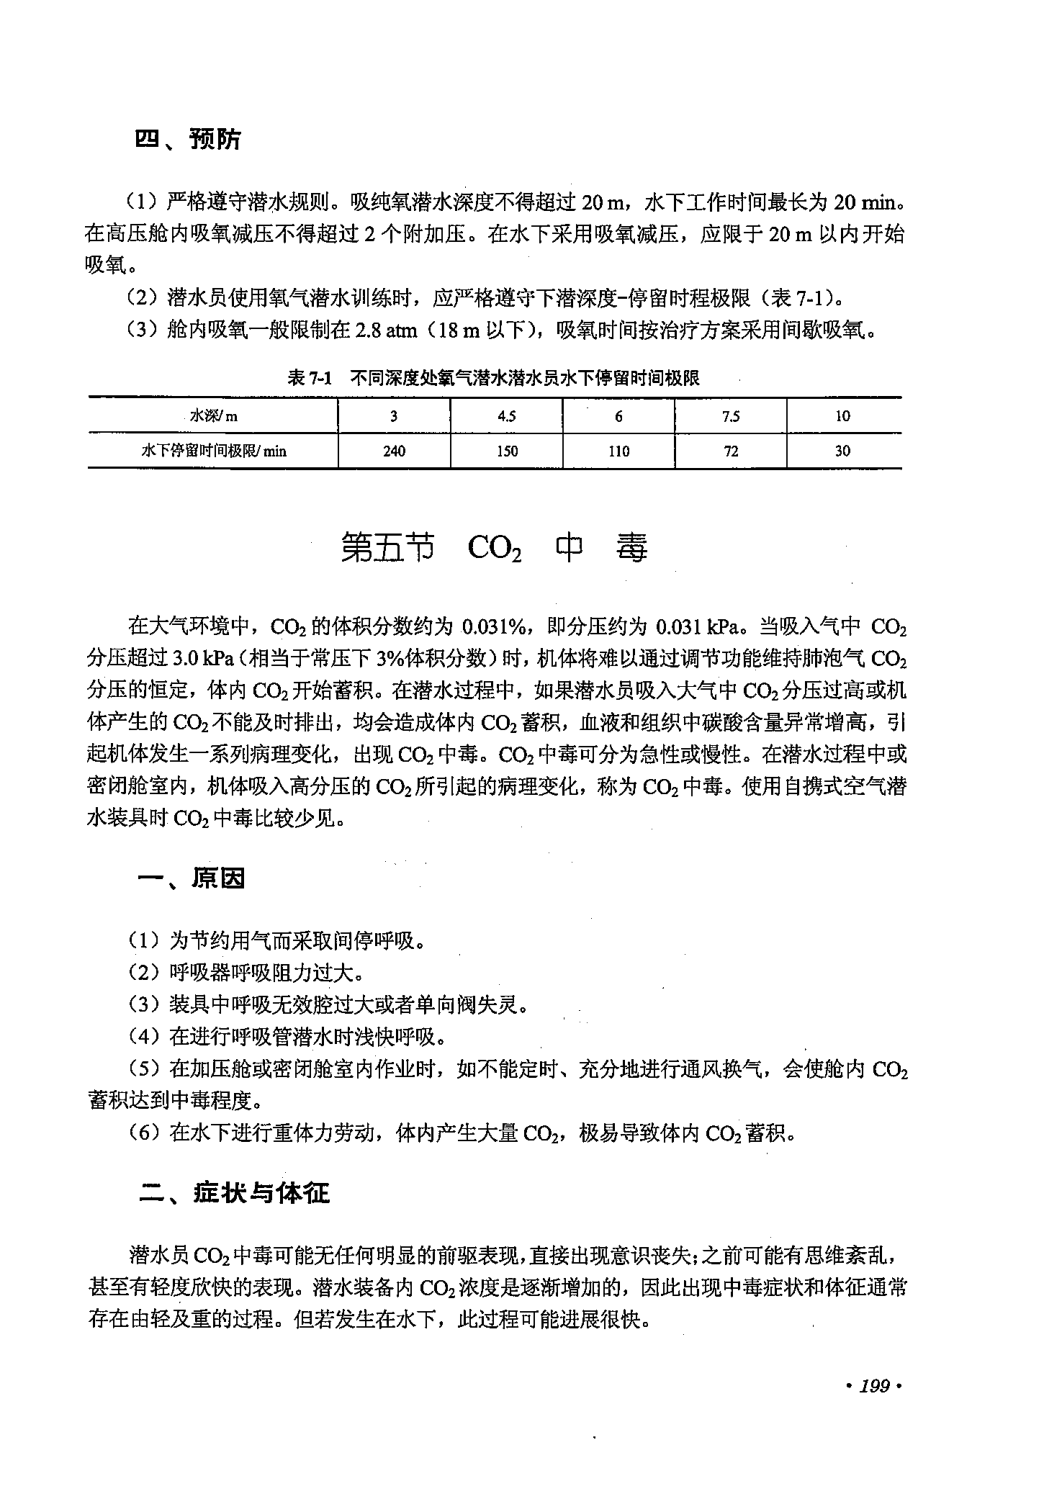 四、预防
（1）严格遵守潜水规则。吸纯氧潜水深度不得超过 20 m，水下工作时间最长为 20 min。
在高压舱内吸氧减压不得超过 2 个附加压。在水下采用吸氧减压，应限于 20 m 以内开始
吸氧。
（2）潜水员使用氧气潜水训练时，应严格遵守下潜深度-停留时程极限（表 7-1）。
（3）舱内吸氧一般限制在 2.8 atm（18 m 以下），吸氧时间按治疗方案采用间歇吸氧。
表 7-1 不同深度处氧气潜水潜水员水下停留时间极限
水深/ m 3 4.5 6 7.5 10
水下停留时间极限/ min 240 150 110 72 30
第五节 CO₂ 中 毒
在大气环境中，CO₂ 的体积分数约为 0.031%，即分压约为 0.031 kPa。当吸入气中 CO₂
分压超过 3.0 kPa（相当于常压下 3%体积分数）时，机体将难以通过调节功能维持肺泡气 CO₂
分压的恒定，体内 CO₂ 开始蓄积。在潜水过程中，如果潜水员吸入大气中 CO₂ 分压过高或机
体产生的 CO₂ 不能及时排出，均会造成体内 CO₂ 蓄积，血液和组织中碳酸含量异常增高，引
起机体发生一系列病理变化，出现 CO₂ 中毒。CO₂ 中毒可分为急性或慢性。在潜水过程中或
密闭舱室内，机体吸入高分压的 CO₂ 所引起的病理变化，称为 CO₂ 中毒。使用自携式空气潜
水装具时 CO₂ 中毒比较少见。
一、原因
（1）为节约用气而采取间停呼吸。
（2）呼吸器呼吸阻力过大。
（3）装具中呼吸无效腔过大或者单向阀失灵。
（4）在进行呼吸管潜水时浅快呼吸。
（5）在加压舱或密闭舱室内作业时，如不能定时、充分地进行通风换气，会使舱内 CO₂
蓄积达到中毒程度。
（6）在水下进行重体力劳动，体内产生大量 CO₂，极易导致体内 CO₂ 蓄积。
二、症状与体征
潜水员 CO₂ 中毒可能无任何明显的前驱表现，直接出现意识丧失；之前可能有思维紊乱，
甚至有轻度欣快的表现。潜水装备内 CO₂ 浓度是逐渐增加的，因此出现中毒症状和体征通常
存在由轻及重的过程。但若发生在水下，此过程可能进展很快。
· 199 ·